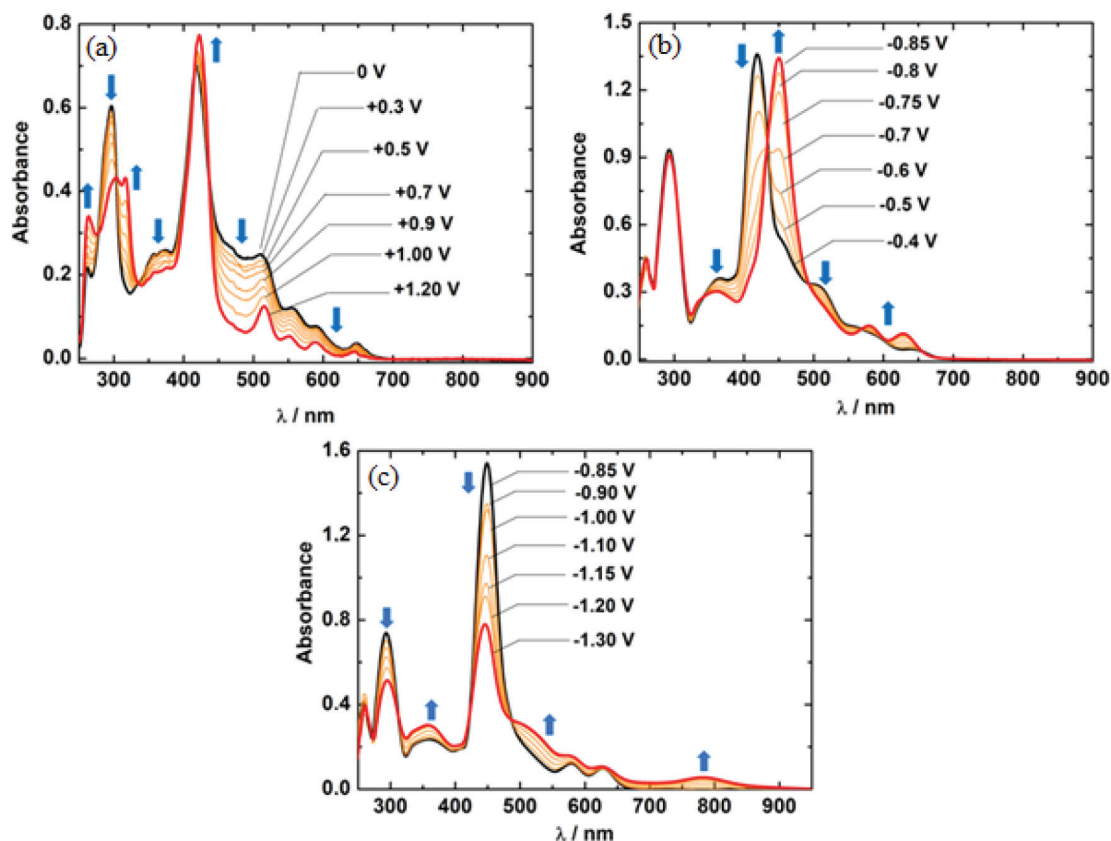 (a)
0.8
0.6
0.4
0.2
0.0
Absorbance
0 V
+0.3 V
+0.5 V
+0.7 V
+0.9 V
+1.00 V
+1.20 V
300 400 500 600 700 800 900
λ / nm
(b)
1.5
1.2
0.9
0.6
0.3
0.0
Absorbance
-0.85 V
-0.8 V
-0.75 V
-0.7 V
-0.6 V
-0.5 V
-0.4 V
300 400 500 600 700 800 900
λ / nm
(c)
1.6
1.2
0.8
0.4
0.0
Absorbance
-0.85 V
-0.90 V
-1.00 V
-1.10 V
-1.15 V
-1.20 V
-1.30 V
300 400 500 600 700 800 900
λ / nm